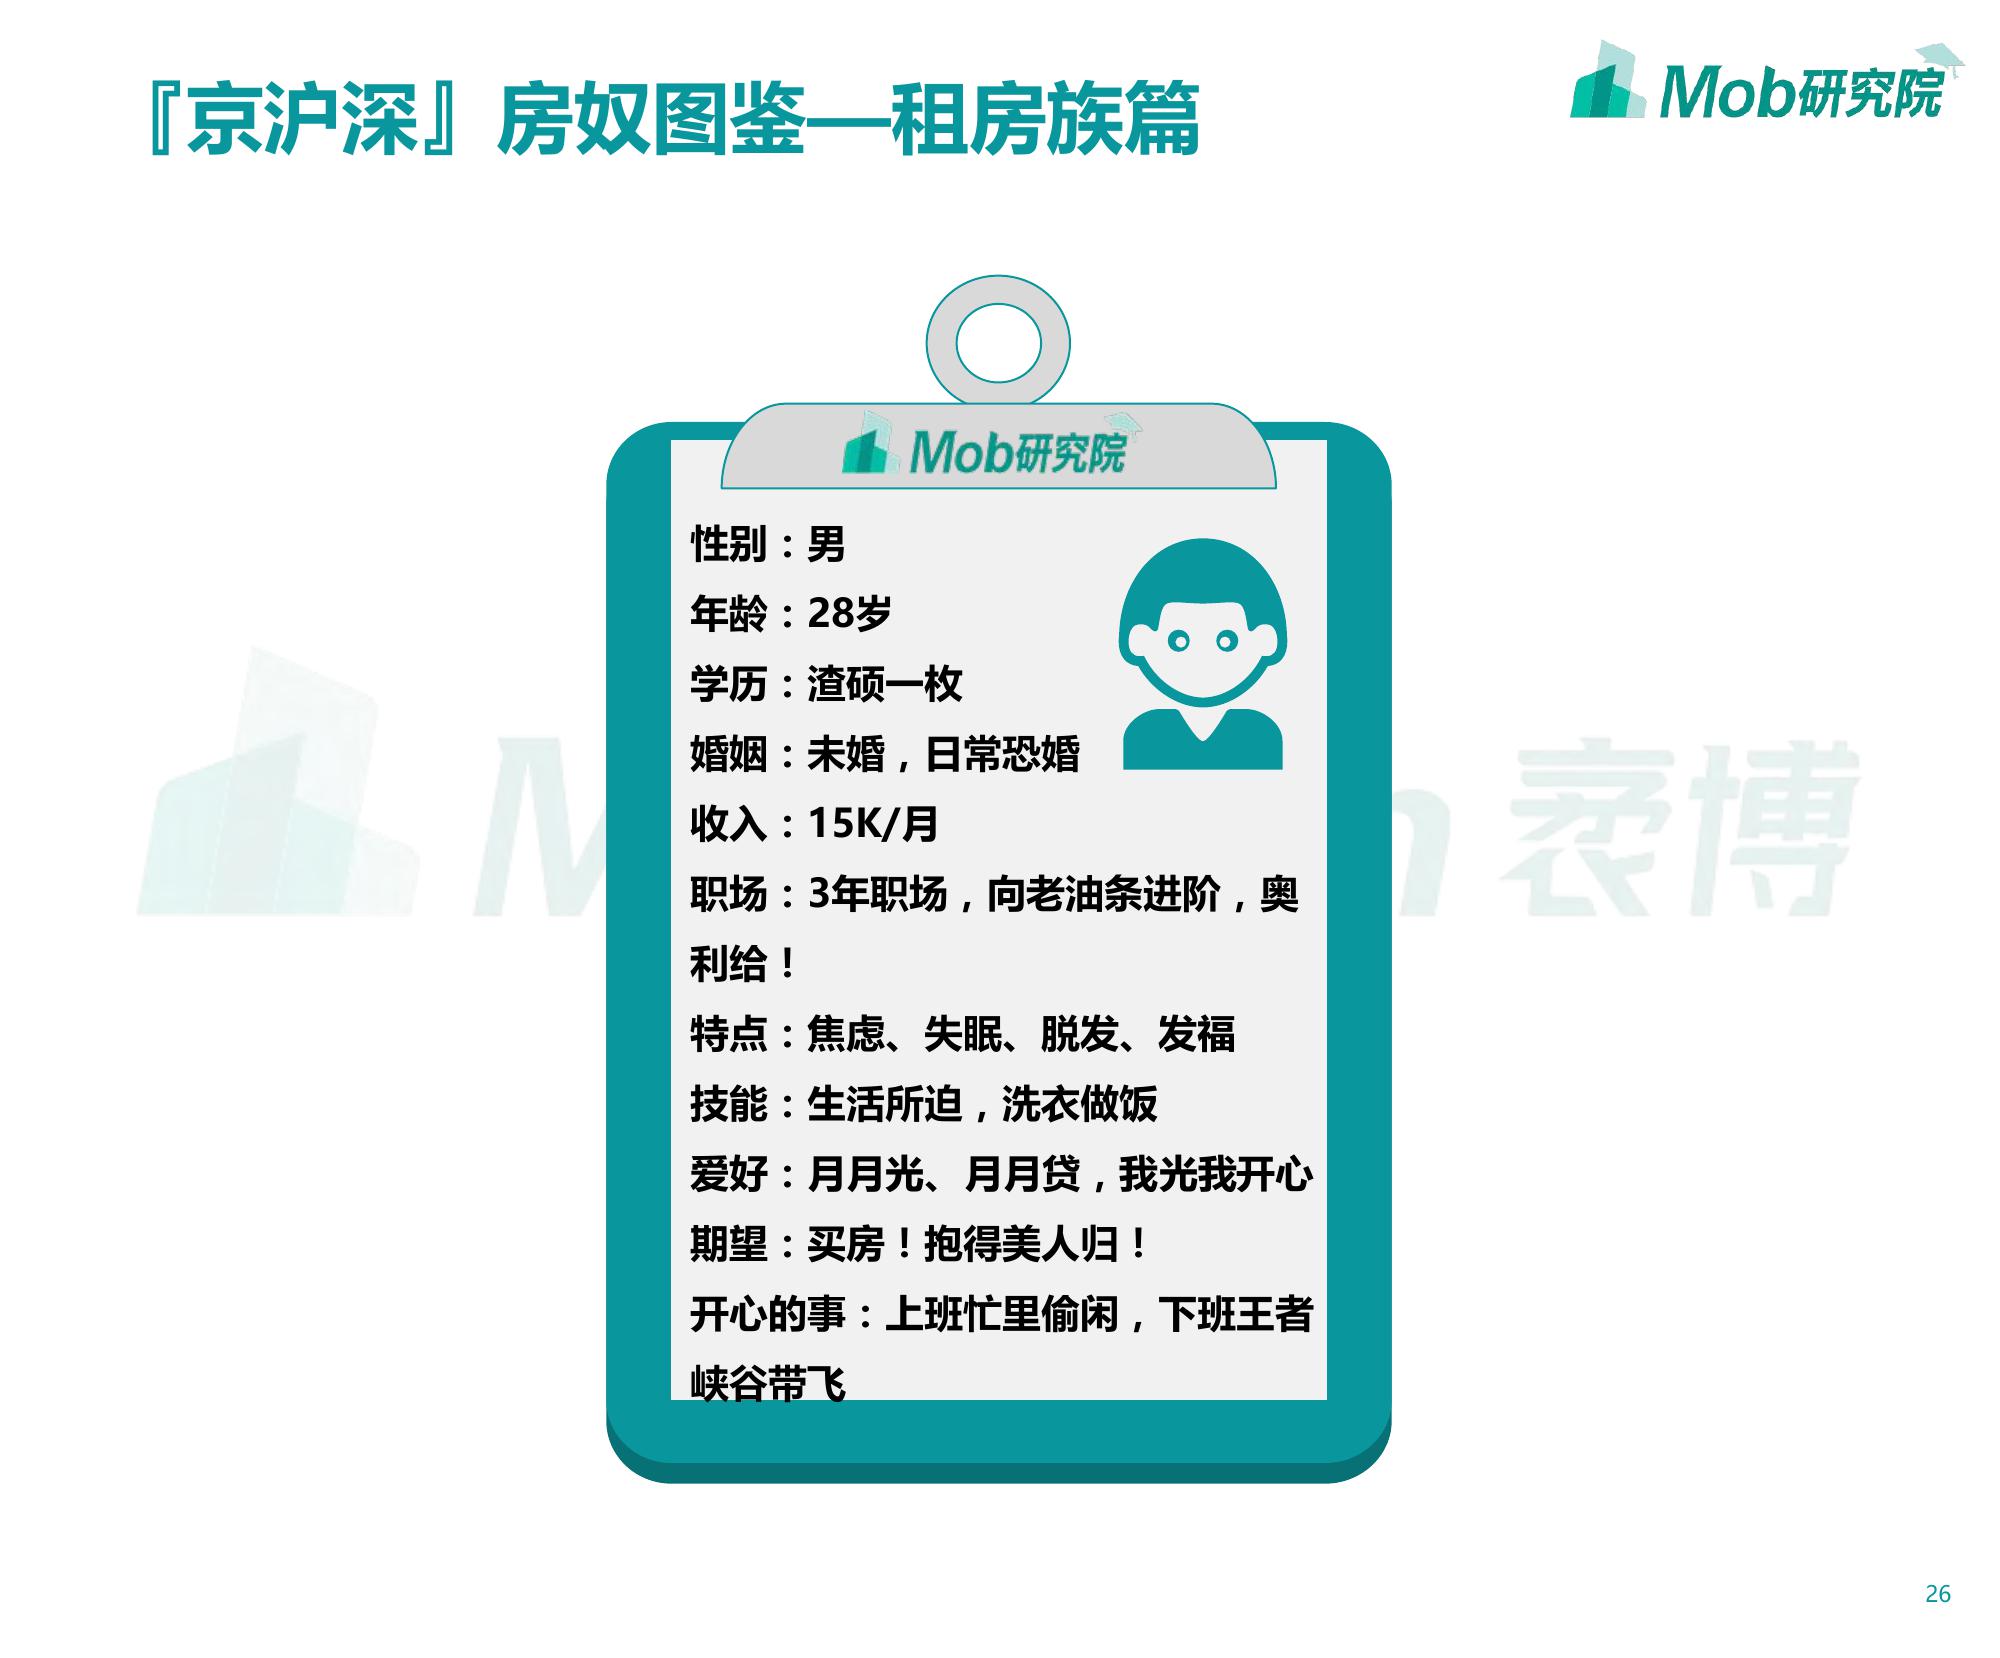 『京沪深』房奴图鉴—租房族篇
Mob研究院
Mob研究院
性别：男
年龄：28岁
学历：渣硕一枚
婚姻：未婚，日常恐婚
收入：15K/月
职场：3年职场，向老油条进阶，奥
利给！
特点：焦虑、失眠、脱发、发福
技能：生活所迫，洗衣做饭
爱好：月月光、月月贷，我光我开心
期望：买房！抱得美人归！
开心的事：上班忙里偷闲，下班王者
峡谷带飞
袤博
26